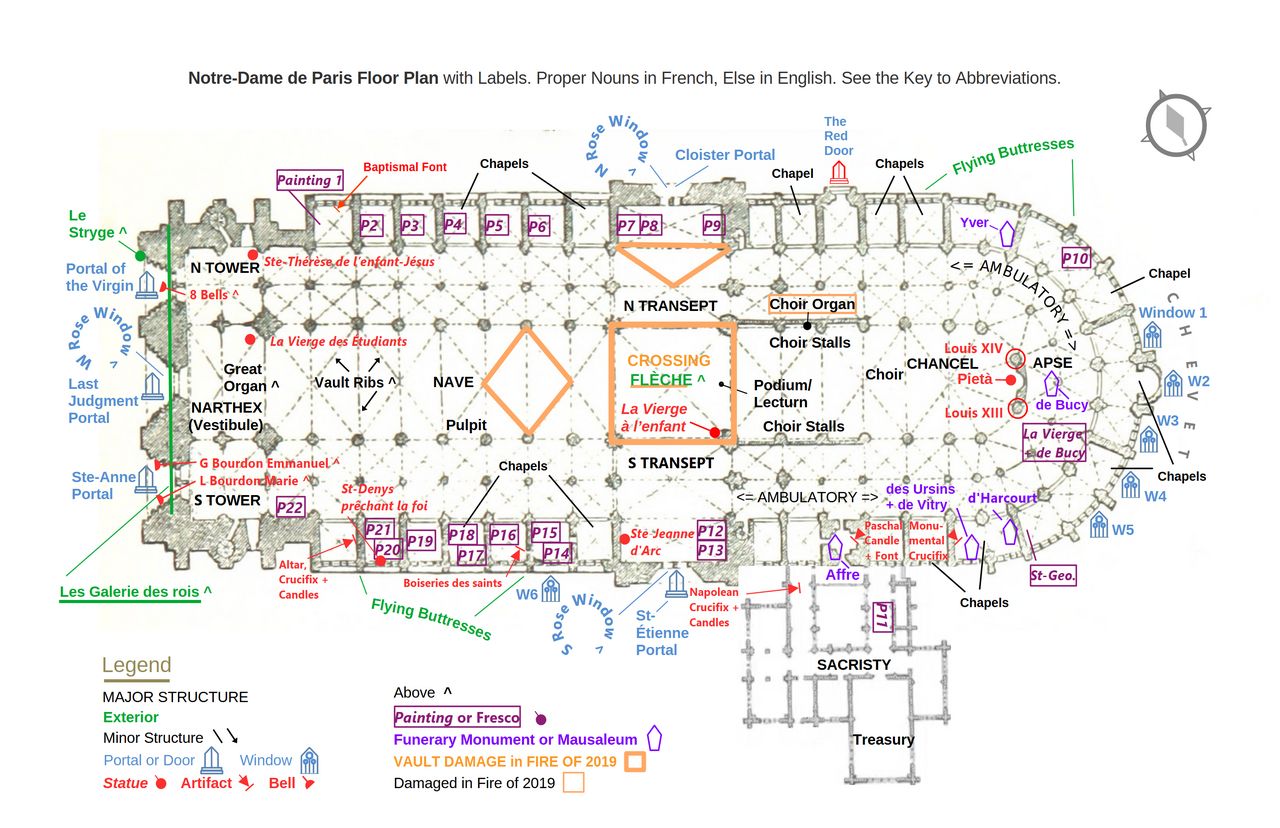 Notre-Dame de Paris Floor Plan with Labels. Proper Nouns in French, Else in English. See the Key to Abbreviations.
N Rose Window ^
Cloister Portal
The
Red
Door
Flying Buttresses
Chapels
Chapel
Chapels
Painting 1
Baptismal Font
P2
P3
P4
P5
P6
P7
P8
P9
Yver
P10
Le
Stryge ^
N TOWER
Ste-Thérèse de l'enfant-Jésus
Portal of
the Virgin
8 Bells ^
<= AMBULATORY =>
Chapel
CHEVET
Window 1
N TRANSEPT
Choir Organ
Choir Stalls
W Rose Window ^
La Vierge des Étudiants
Great
Organ ^
Vault Ribs ^
NAVE
CROSSING
FLÈCHE ^
La Vierge
à l'enfant
Podium/
Lecturn
Choir
CHANCEL
Louis XIV
Pietà
Louis XIII
APSE
de Bucy
W2
Last
Judgment
Portal
NARTHEX
(Vestibule)
Pulpit
Choir Stalls
La Vierge
+ de Bucy
W3
G Bourdon Emmanuel ^
L Bourdon Marie ^
Ste-Anne
Portal
S TOWER
Chapels
S TRANSEPT
<= AMBULATORY =>
des Ursins
+ de Vitry
d'Harcourt
Chapels
W4
W5
P22
St-Denys
prêchant la foi
P21
P20
P19
P18
P17
P16
P15
P14
Ste Jeanne
d'Arc
P12
P13
Paschal
Candle
+ Font
Monu-
mental
Crucifix
Altar,
Crucifix +
Candles
Boiseries des saints
Affre
St-Geo.
Les Galerie des rois ^
Flying Buttresses
W6
S Rose Window ^
St-
Étienne
Portal
Napolean
Crucifix +
Candles
P11
Chapels
SACRISTY
Treasury
Legend
MAJOR STRUCTURE
Exterior
Minor Structure
Portal or Door
Window
Statue
Artifact
Bell
Above ^
Painting or Fresco
Funerary Monument or Mausaleum
VAULT DAMAGE in FIRE OF 2019
Damaged in Fire of 2019